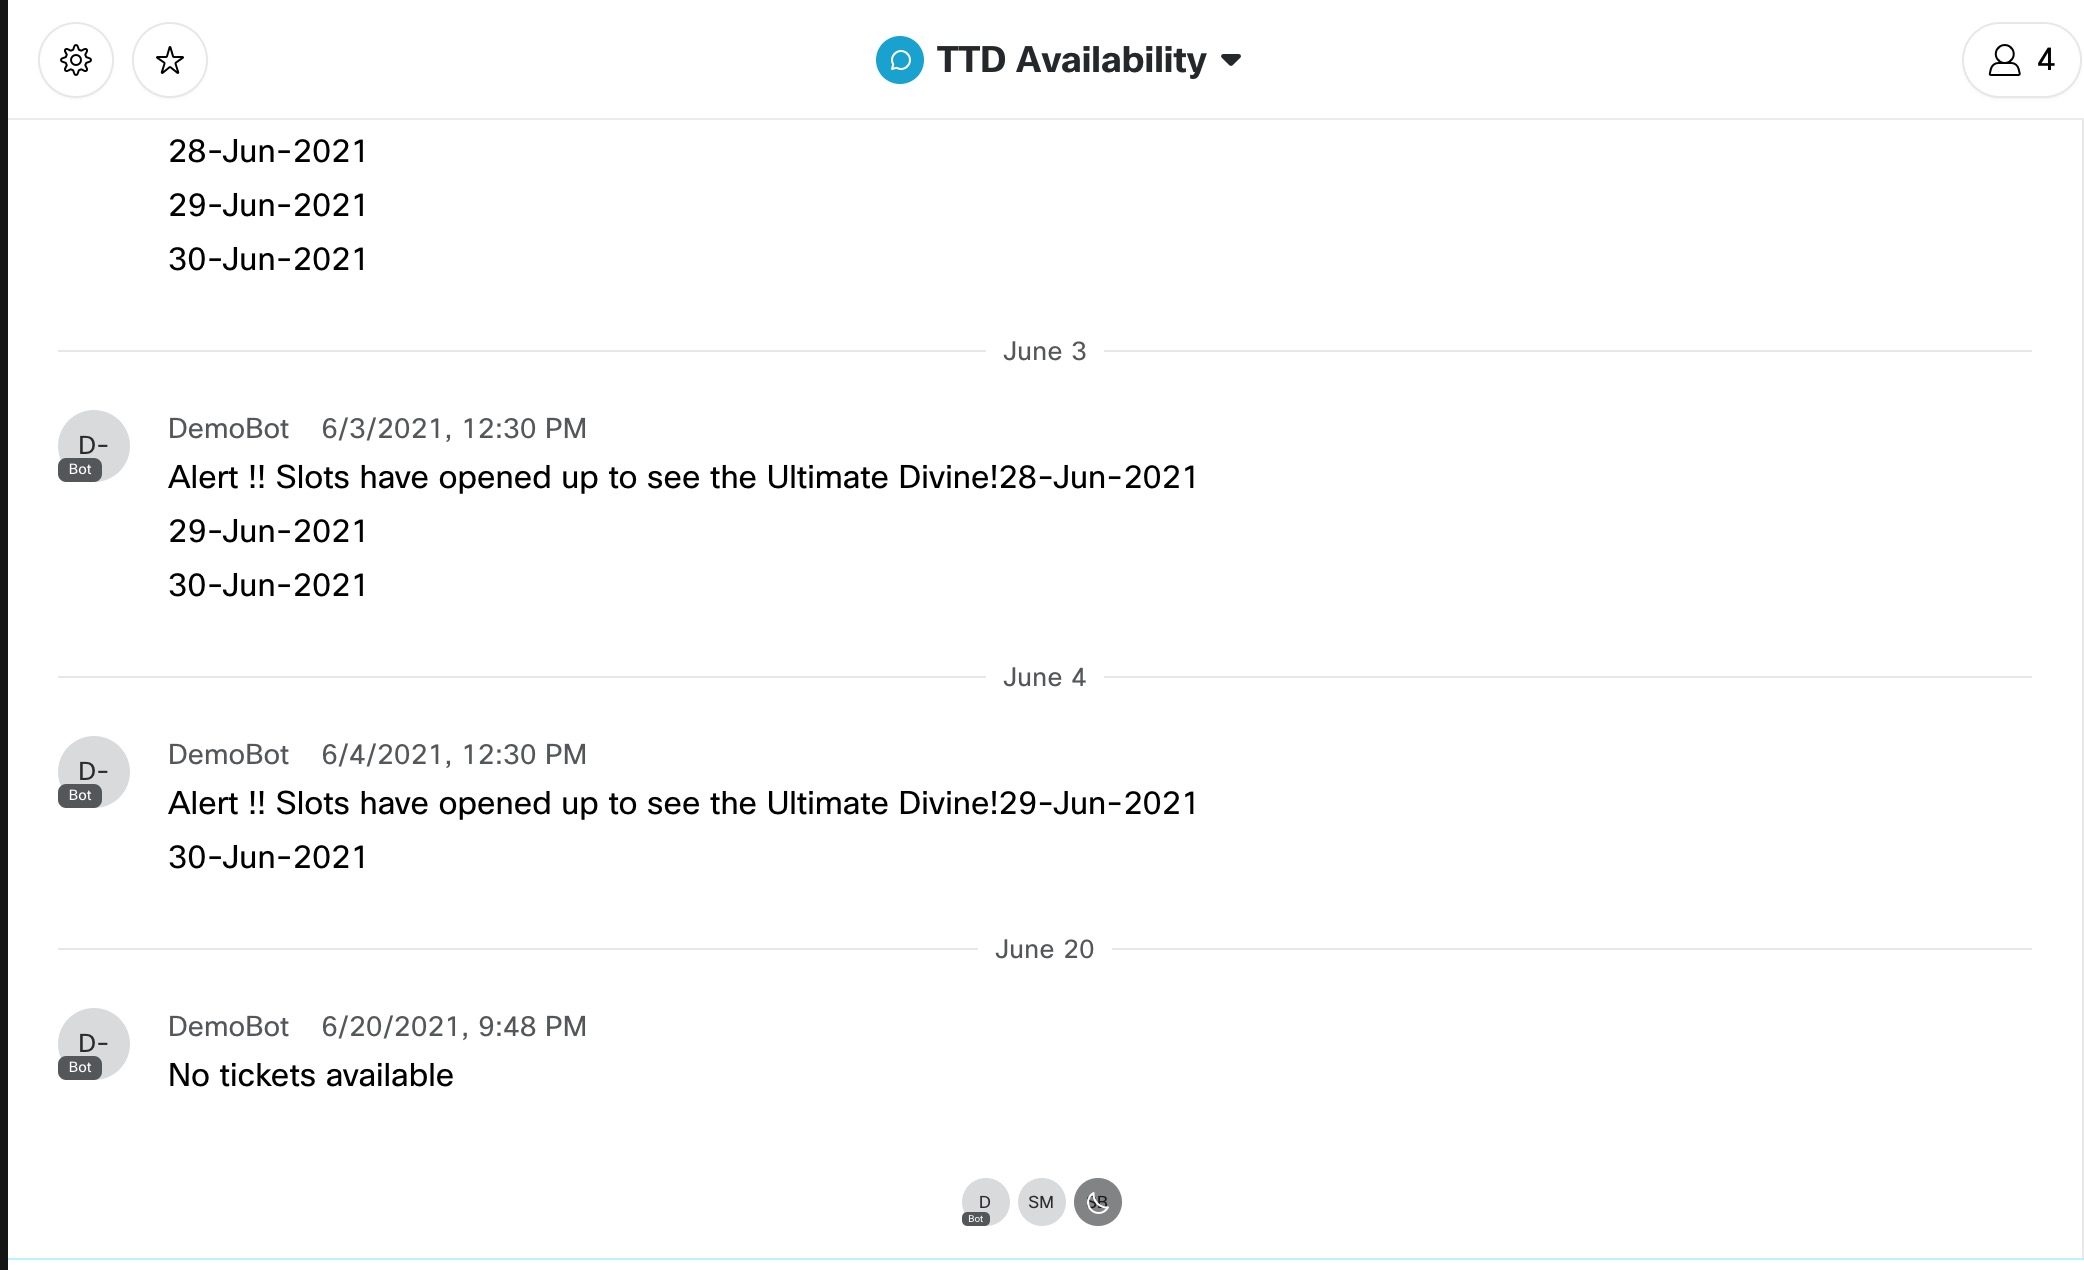 TTD Availability
4
28-Jun-2021
29-Jun-2021
30-Jun-2021
June 3
D-
Bot
DemoBot 6/3/2021, 12:30 PM
Alert !! Slots have opened up to see the Ultimate Divine!28-Jun-2021
29-Jun-2021
30-Jun-2021
June 4
D-
Bot
DemoBot 6/4/2021, 12:30 PM
Alert !! Slots have opened up to see the Ultimate Divine!29-Jun-2021
30-Jun-2021
June 20
D-
Bot
DemoBot 6/20/2021, 9:48 PM
No tickets available
D
Bot
SM